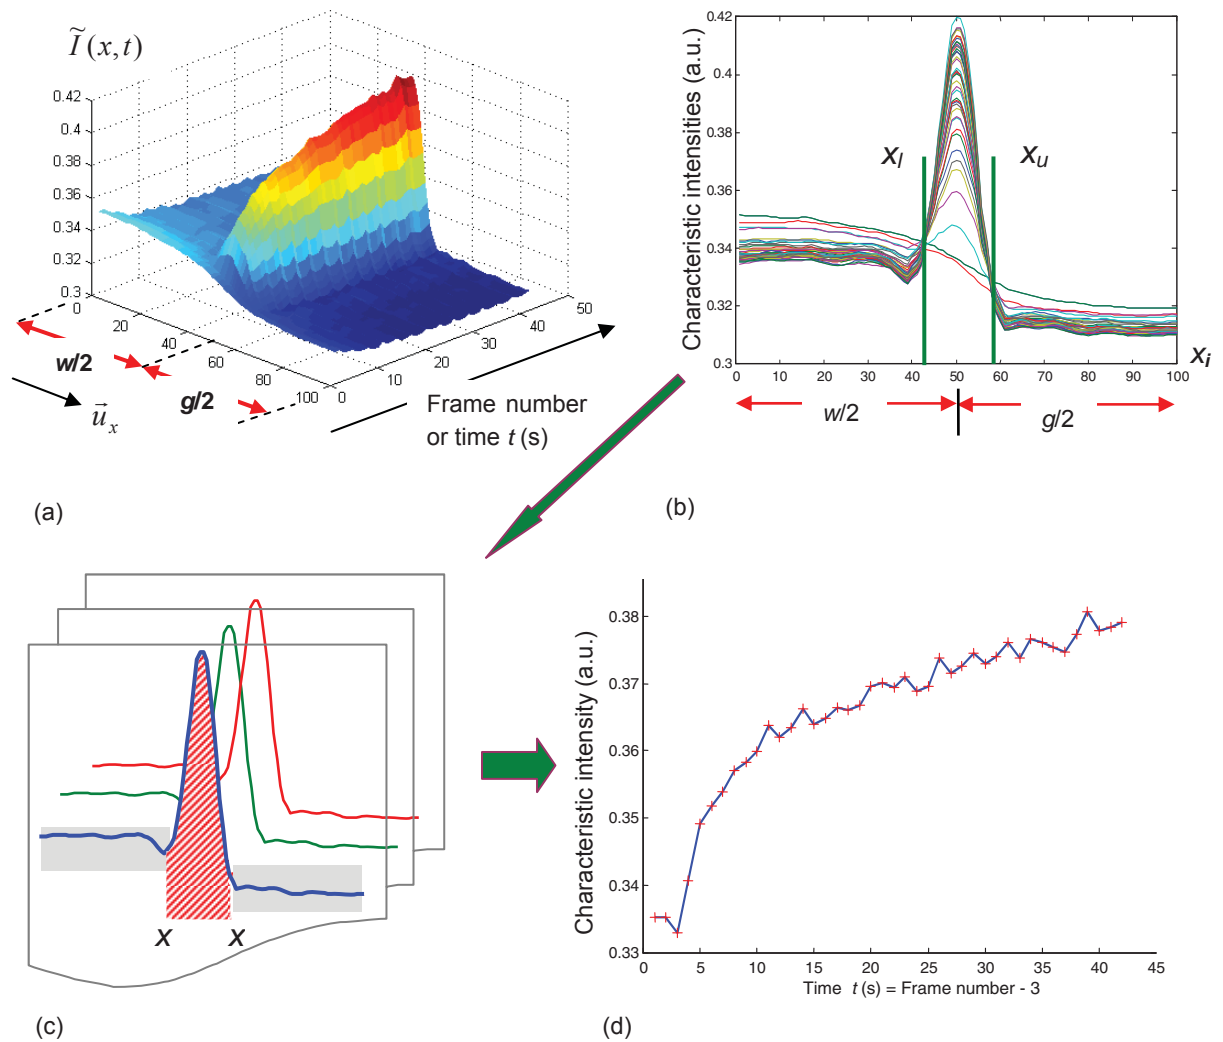 Ĩ(x,t)
0.42
0.4
0.38
0.36
0.34
0.32
0.3
0
20
40
60
80
100
0
10
20
30
40
50
w/2
g/2
u⃗x
Frame number
or time t (s)
(a)
Characteristic intensities (a.u.)
0.42
0.4
0.38
0.36
0.34
0.32
0.3
xl
xu
xi
0 10 20 30 40 50 60 70 80 90 100
w/2
g/2
(b)
x x
(c)
Characteristic intensity (a.u.)
0.38
0.37
0.36
0.35
0.34
0.33
0 5 10 15 20 25 30 35 40 45
Time t (s) = Frame number - 3
(d)